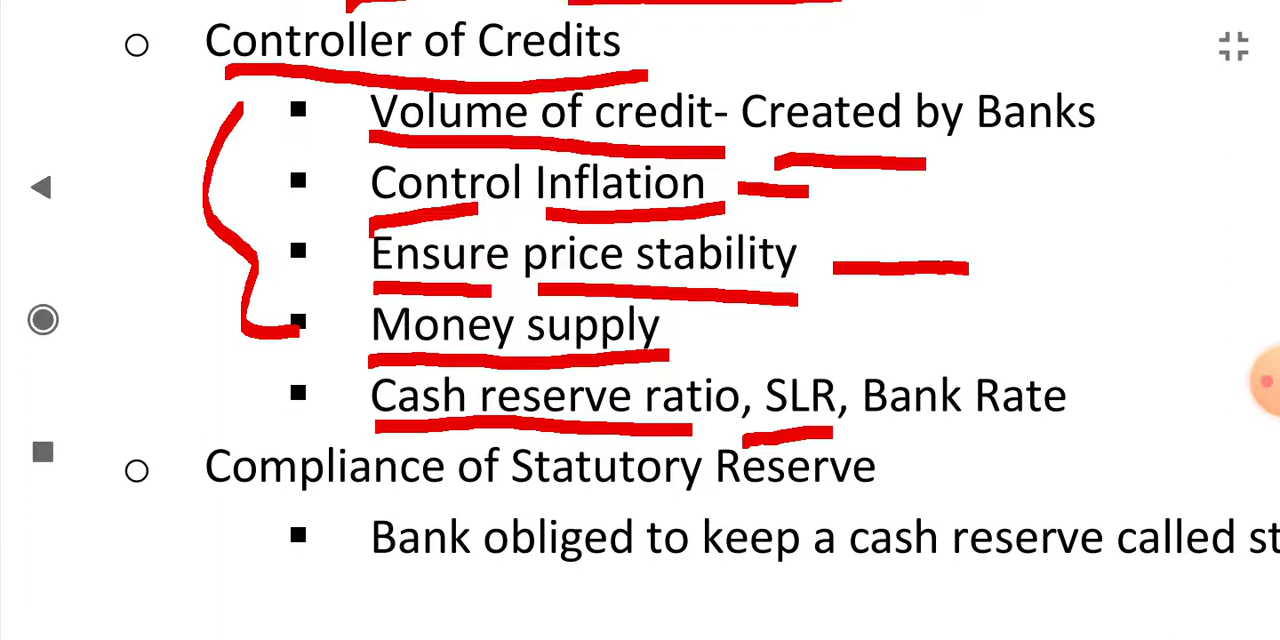 Controller of Credits
Volume of credit- Created by Banks
Control Inflation
Ensure price stability
Money supply
Cash reserve ratio, SLR, Bank Rate
Compliance of Statutory Reserve
Bank obliged to keep a cash reserve called st